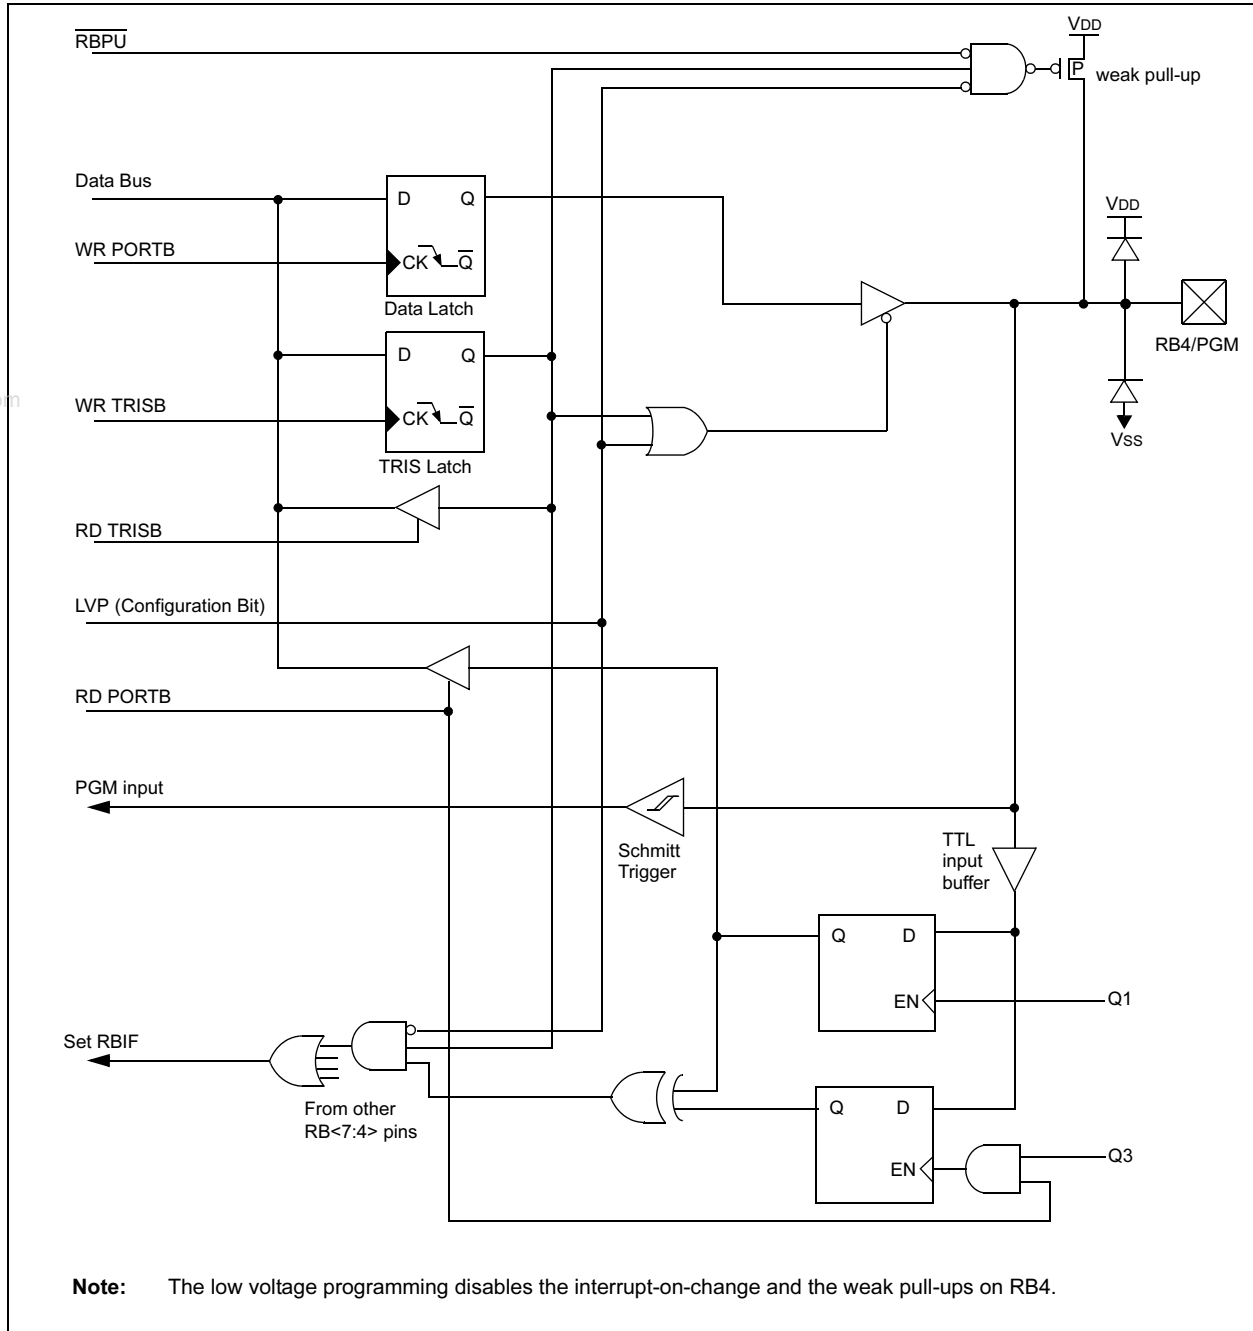 RBPU
VDD
P
weak pull-up
Data Bus
D Q
VDD
WR PORTB
CK Q
Data Latch
RB4/PGM
D Q
WR TRISB
CK Q
VSS
TRIS Latch
RD TRISB
LVP (Configuration Bit)
RD PORTB
PGM input
Schmitt
Trigger
TTL
input
buffer
Q D
EN
Q1
Set RBIF
From other
RB<7:4> pins
Q D
EN
Q3
Note: The low voltage programming disables the interrupt-on-change and the weak pull-ups on RB4.
om